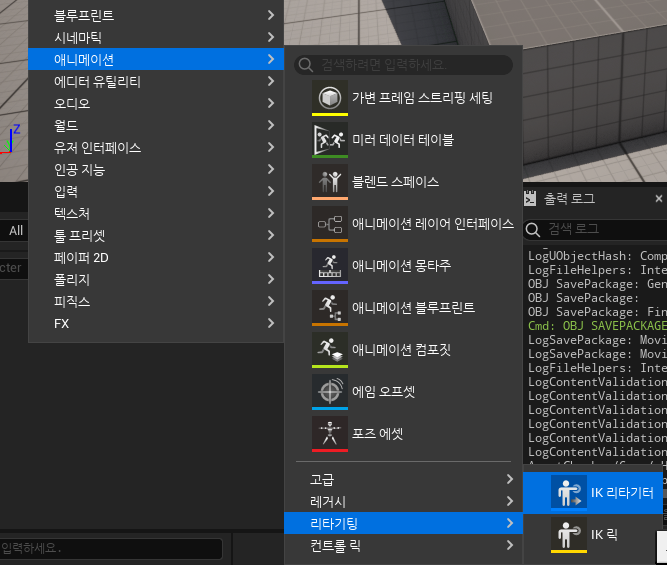 블루프린트
시네마틱
애니메이션
에디터 유틸리티
오디오
월드
유저 인터페이스
인공 지능
입력
텍스처
툴 프리셋
페이퍼 2D
폴리지
피직스
FX
Z
All
cter
입력하세요.
검색하려면 입력하세요.
가변 프레임 스트리핑 세팅
미러 데이터 테이블
블렌드 스페이스
애니메이션 레이어 인터페이스
애니메이션 몽타주
애니메이션 블루프린트
애니메이션 컴포짓
에임 오프셋
포즈 에셋
고급
레거시
리타기팅
컨트롤 릭
IK 리타기터
IK 릭
출력 로그
검색 로그
LogUObjectHash: Comp
LogFileHelpers: Inte
OBJ SavePackage: Gen
OBJ SavePackage:
OBJ SavePackage: Fin
Cmd: OBJ SAVEPACKAGE
LogSavePackage: Movi
LogSavePackage: Movi
LogFileHelpers: Inte
LogContentValidation
LogContentValidation
LogContentValidation
LogContentValidation
LogContentValidation
LogContentValidation